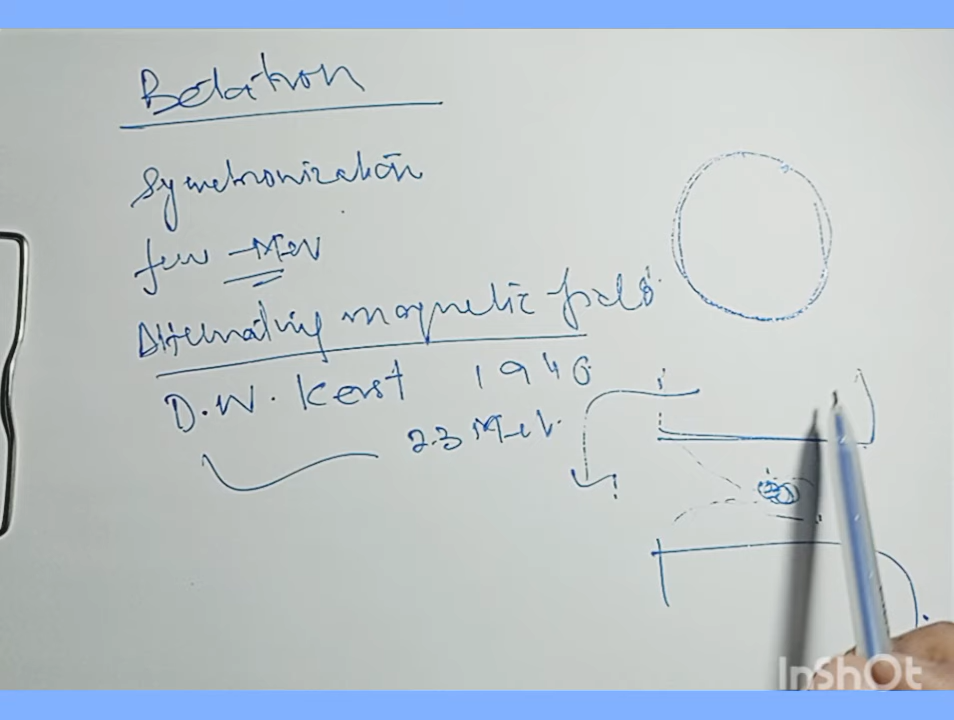 Betatron
Synchronization
few - Mev
Alternating magnetic field
D.W. Kerst 1940
2.3 Mev.
InShOt